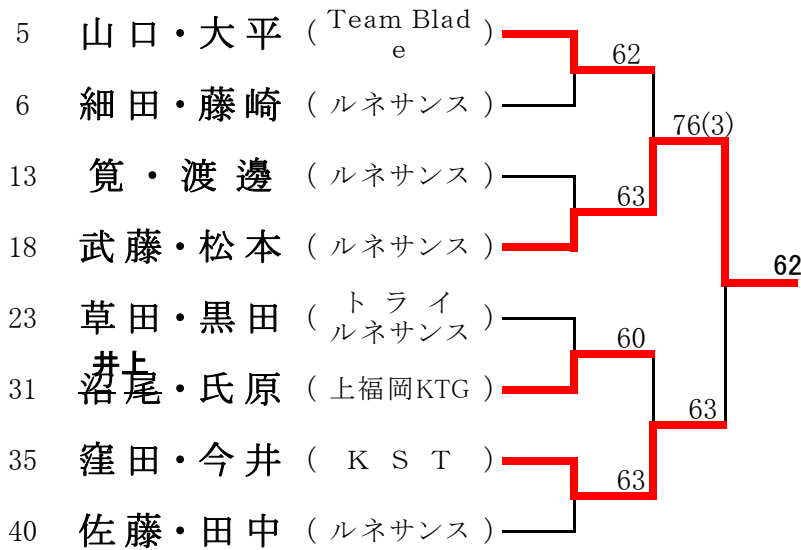 5 山口・大平 (Team Blad
e)
62
6 細田・藤崎 (ルネサンス)
76(3)
13 筧・渡邊 (ルネサンス)
63
18 武藤・松本 (ルネサンス)
62
23 草田・黒田 (トライ
ルネサンス)
60
井上
31 沼尾・氏原 (上福岡KTG)
63
35 窪田・今井 (KST)
63
40 佐藤・田中 (ルネサンス)